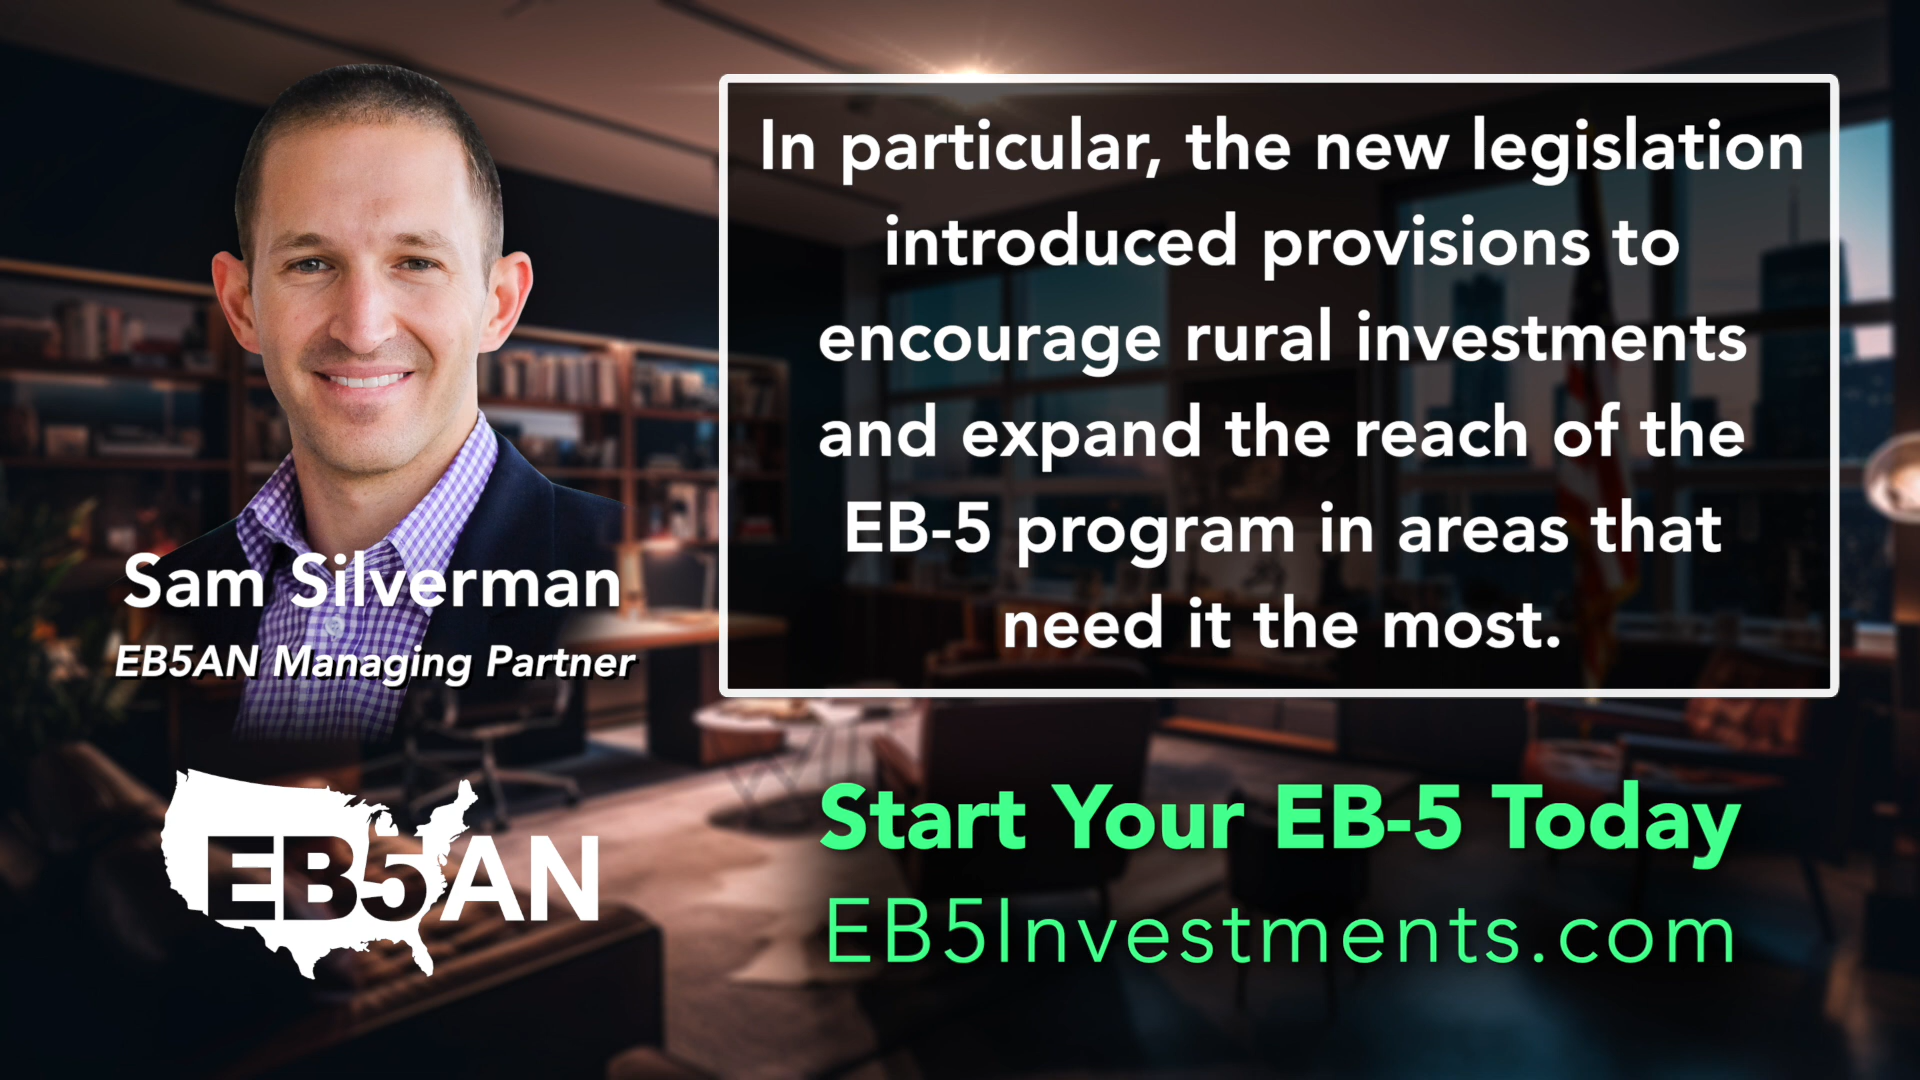 In particular, the new legislation
introduced provisions to
encourage rural investments
and expand the reach of the
EB-5 program in areas that
need it the most.
Sam Silverman
EB5AN Managing Partner
EB5AN
Start Your EB-5 Today
EB5Investments.com